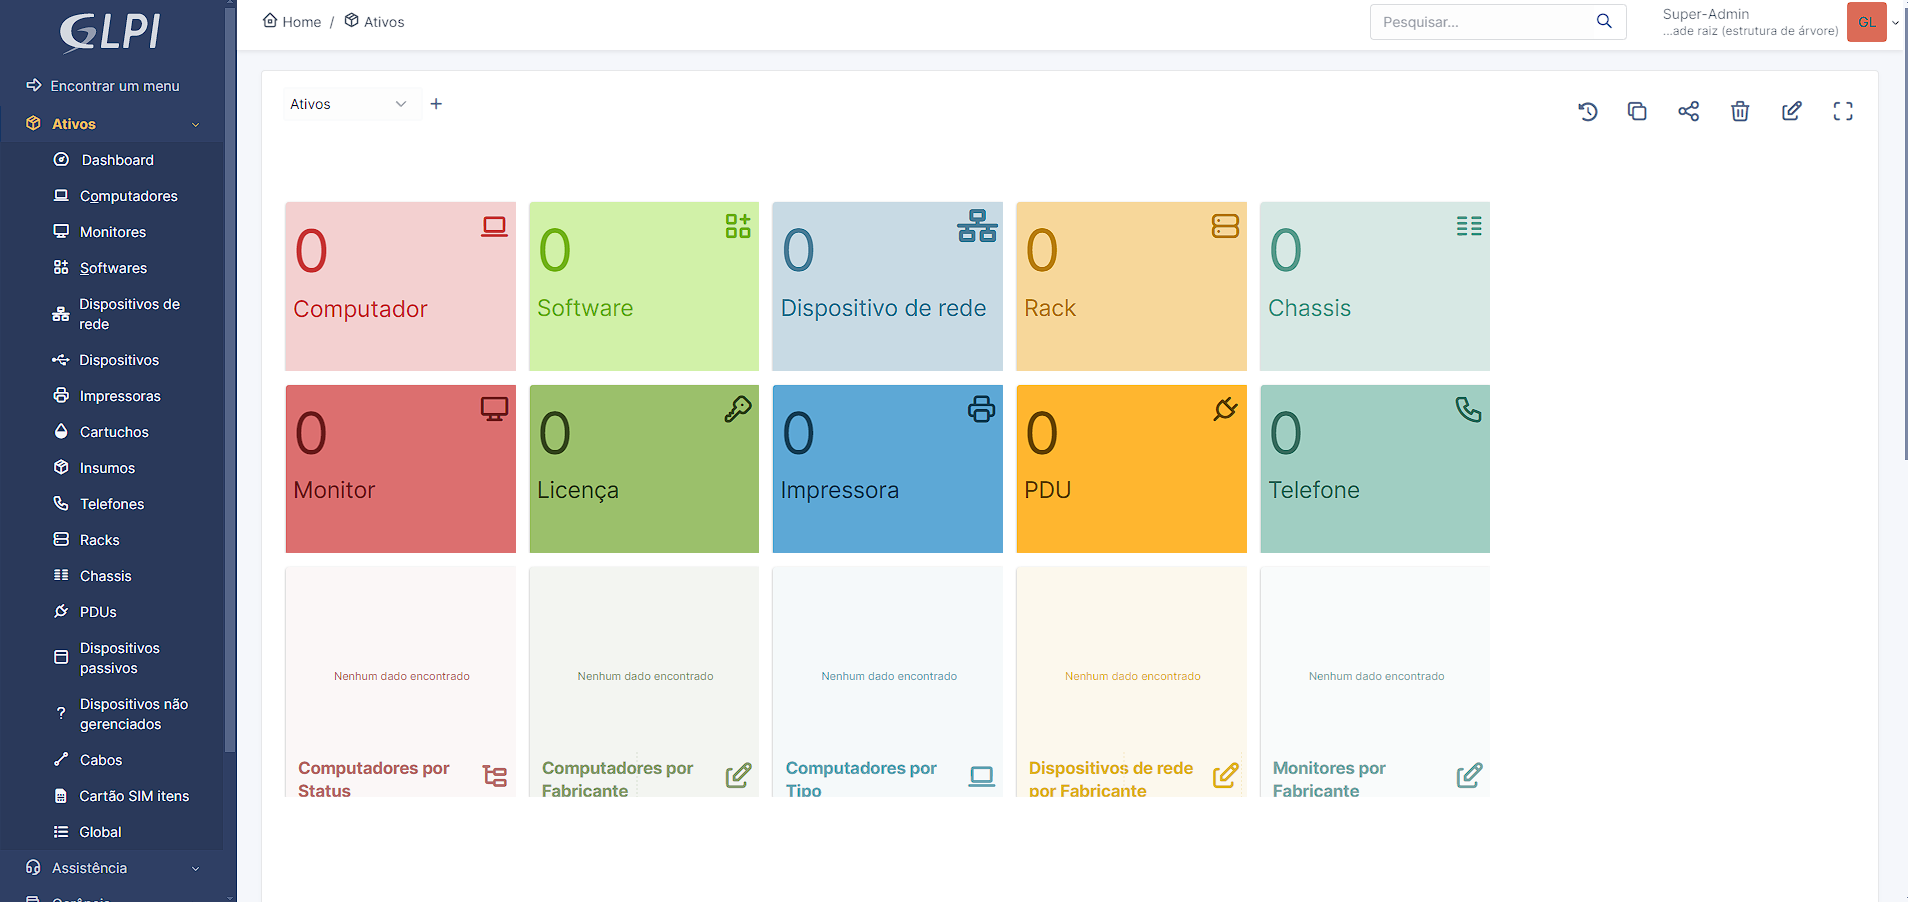 GLPI
Encontrar um menu
Ativos
Dashboard
Computadores
Monitores
Softwares
Dispositivos de
rede
Dispositivos
Impressoras
Cartuchos
Insumos
Telefones
Racks
Chassis
PDUs
Dispositivos
passivos
Dispositivos não
gerenciados
Cabos
Cartão SIM itens
Global
Assistência
Home / Ativos
Pesquisar...
Super-Admin
...ade raiz (estrutura de árvore)
GL
Ativos
0
Computador
0
Software
0
Dispositivo de rede
0
Rack
0
Chassis
0
Monitor
0
Licença
0
Impressora
0
PDU
0
Telefone
Nenhum dado encontrado
Computadores por
Status
Nenhum dado encontrado
Computadores por
Fabricante
Nenhum dado encontrado
Computadores por
Tipo
Nenhum dado encontrado
Dispositivos de rede
por Fabricante
Nenhum dado encontrado
Monitores por
Fabricante